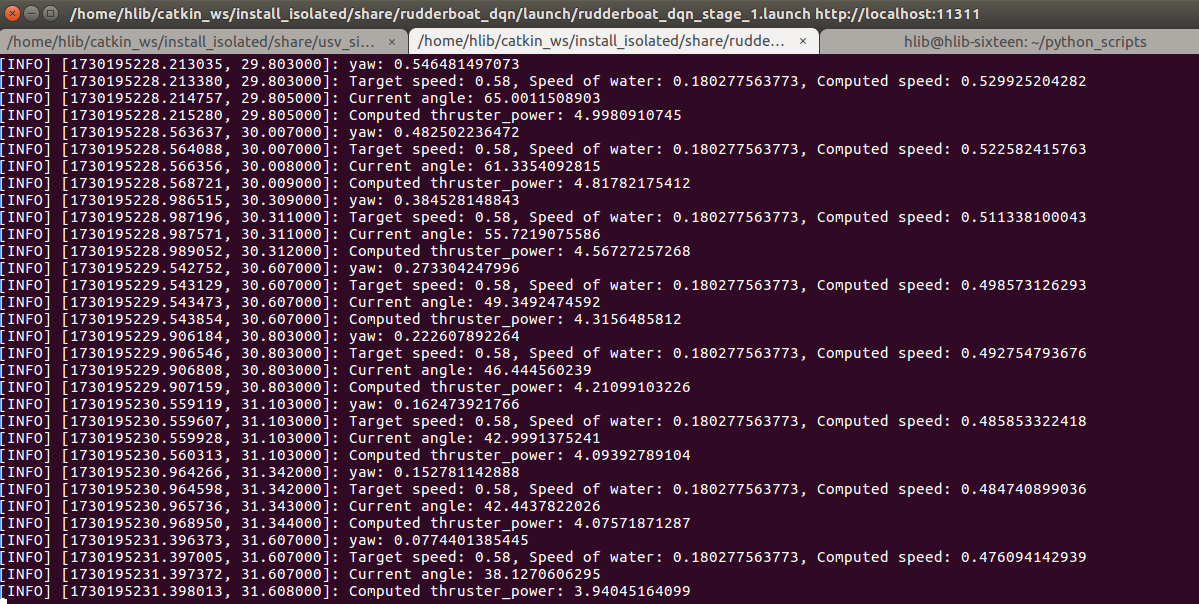 /home/hlib/catkin_ws/install_isolated/share/rudderboat_dqn/launch/rudderboat_dqn_stage_1.launch http://localhost:11311
/home/hlib/catkin_ws/install_isolated/share/usv_si... × /home/hlib/catkin_ws/install_isolated/share/rudde... × hlib@hlib-sixteen: ~/python_scripts
[INFO] [1730195228.213035, 29.803000]: yaw: 0.546481497073
[INFO] [1730195228.213380, 29.803000]: Target speed: 0.58, Speed of water: 0.180277563773, Computed speed: 0.529925204282
[INFO] [1730195228.214757, 29.805000]: Current angle: 65.0011508903
[INFO] [1730195228.215280, 29.805000]: Computed thruster_power: 4.9980910745
[INFO] [1730195228.563637, 30.007000]: yaw: 0.482502236472
[INFO] [1730195228.564088, 30.007000]: Target speed: 0.58, Speed of water: 0.180277563773, Computed speed: 0.522582415763
[INFO] [1730195228.566356, 30.008000]: Current angle: 61.3354092815
[INFO] [1730195228.568721, 30.009000]: Computed thruster_power: 4.81782175412
[INFO] [1730195228.986515, 30.309000]: yaw: 0.384528148843
[INFO] [1730195228.987196, 30.311000]: Target speed: 0.58, Speed of water: 0.180277563773, Computed speed: 0.511338100043
[INFO] [1730195228.987571, 30.311000]: Current angle: 55.7219075586
[INFO] [1730195228.989052, 30.312000]: Computed thruster_power: 4.56727257268
[INFO] [1730195229.542752, 30.607000]: yaw: 0.273304247996
[INFO] [1730195229.543129, 30.607000]: Target speed: 0.58, Speed of water: 0.180277563773, Computed speed: 0.498573126293
[INFO] [1730195229.543473, 30.607000]: Current angle: 49.3492474592
[INFO] [1730195229.543854, 30.607000]: Computed thruster_power: 4.3156485812
[INFO] [1730195229.906184, 30.803000]: yaw: 0.222607892264
[INFO] [1730195229.906546, 30.803000]: Target speed: 0.58, Speed of water: 0.180277563773, Computed speed: 0.492754793676
[INFO] [1730195229.906808, 30.803000]: Current angle: 46.444560239
[INFO] [1730195229.907159, 30.803000]: Computed thruster_power: 4.21099103226
[INFO] [1730195230.559119, 31.103000]: yaw: 0.162473921766
[INFO] [1730195230.559607, 31.103000]: Target speed: 0.58, Speed of water: 0.180277563773, Computed speed: 0.485853322418
[INFO] [1730195230.559928, 31.103000]: Current angle: 42.9991375241
[INFO] [1730195230.560313, 31.103000]: Computed thruster_power: 4.09392789104
[INFO] [1730195230.964266, 31.342000]: yaw: 0.152781142888
[INFO] [1730195230.964598, 31.342000]: Target speed: 0.58, Speed of water: 0.180277563773, Computed speed: 0.484740899036
[INFO] [1730195230.965736, 31.343000]: Current angle: 42.4437822026
[INFO] [1730195230.968950, 31.344000]: Computed thruster_power: 4.07571871287
[INFO] [1730195231.396373, 31.607000]: yaw: 0.0774401385445
[INFO] [1730195231.397005, 31.607000]: Target speed: 0.58, Speed of water: 0.180277563773, Computed speed: 0.476094142939
[INFO] [1730195231.397372, 31.607000]: Current angle: 38.1270606295
[INFO] [1730195231.398013, 31.608000]: Computed thruster_power: 3.94045164099